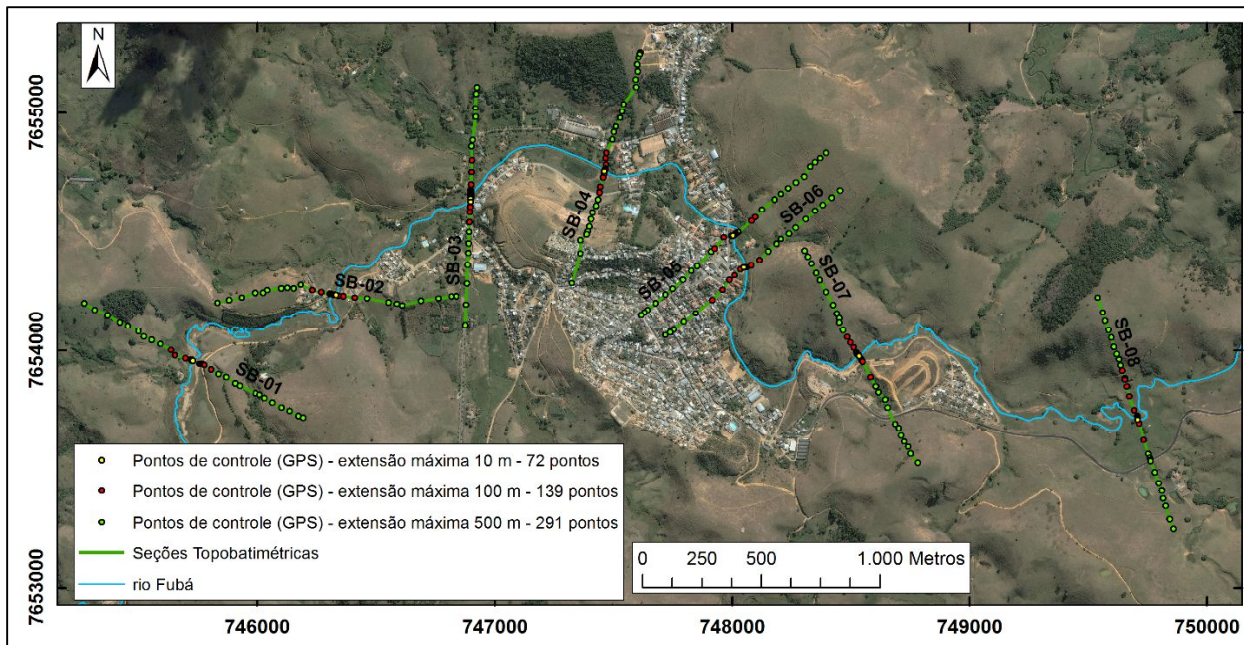 N
7655000
7654000
7653000
SB-01
SB-02
SB-03
SB-04
SB-05
SB-06
SB-07
SB-08
Pontos de controle (GPS) - extensão máxima 10 m - 72 pontos
Pontos de controle (GPS) - extensão máxima 100 m - 139 pontos
Pontos de controle (GPS) - extensão máxima 500 m - 291 pontos
Seções Topobatimétricas
rio Fubá
0 250 500 1.000 Metros
746000 747000 748000 749000 750000